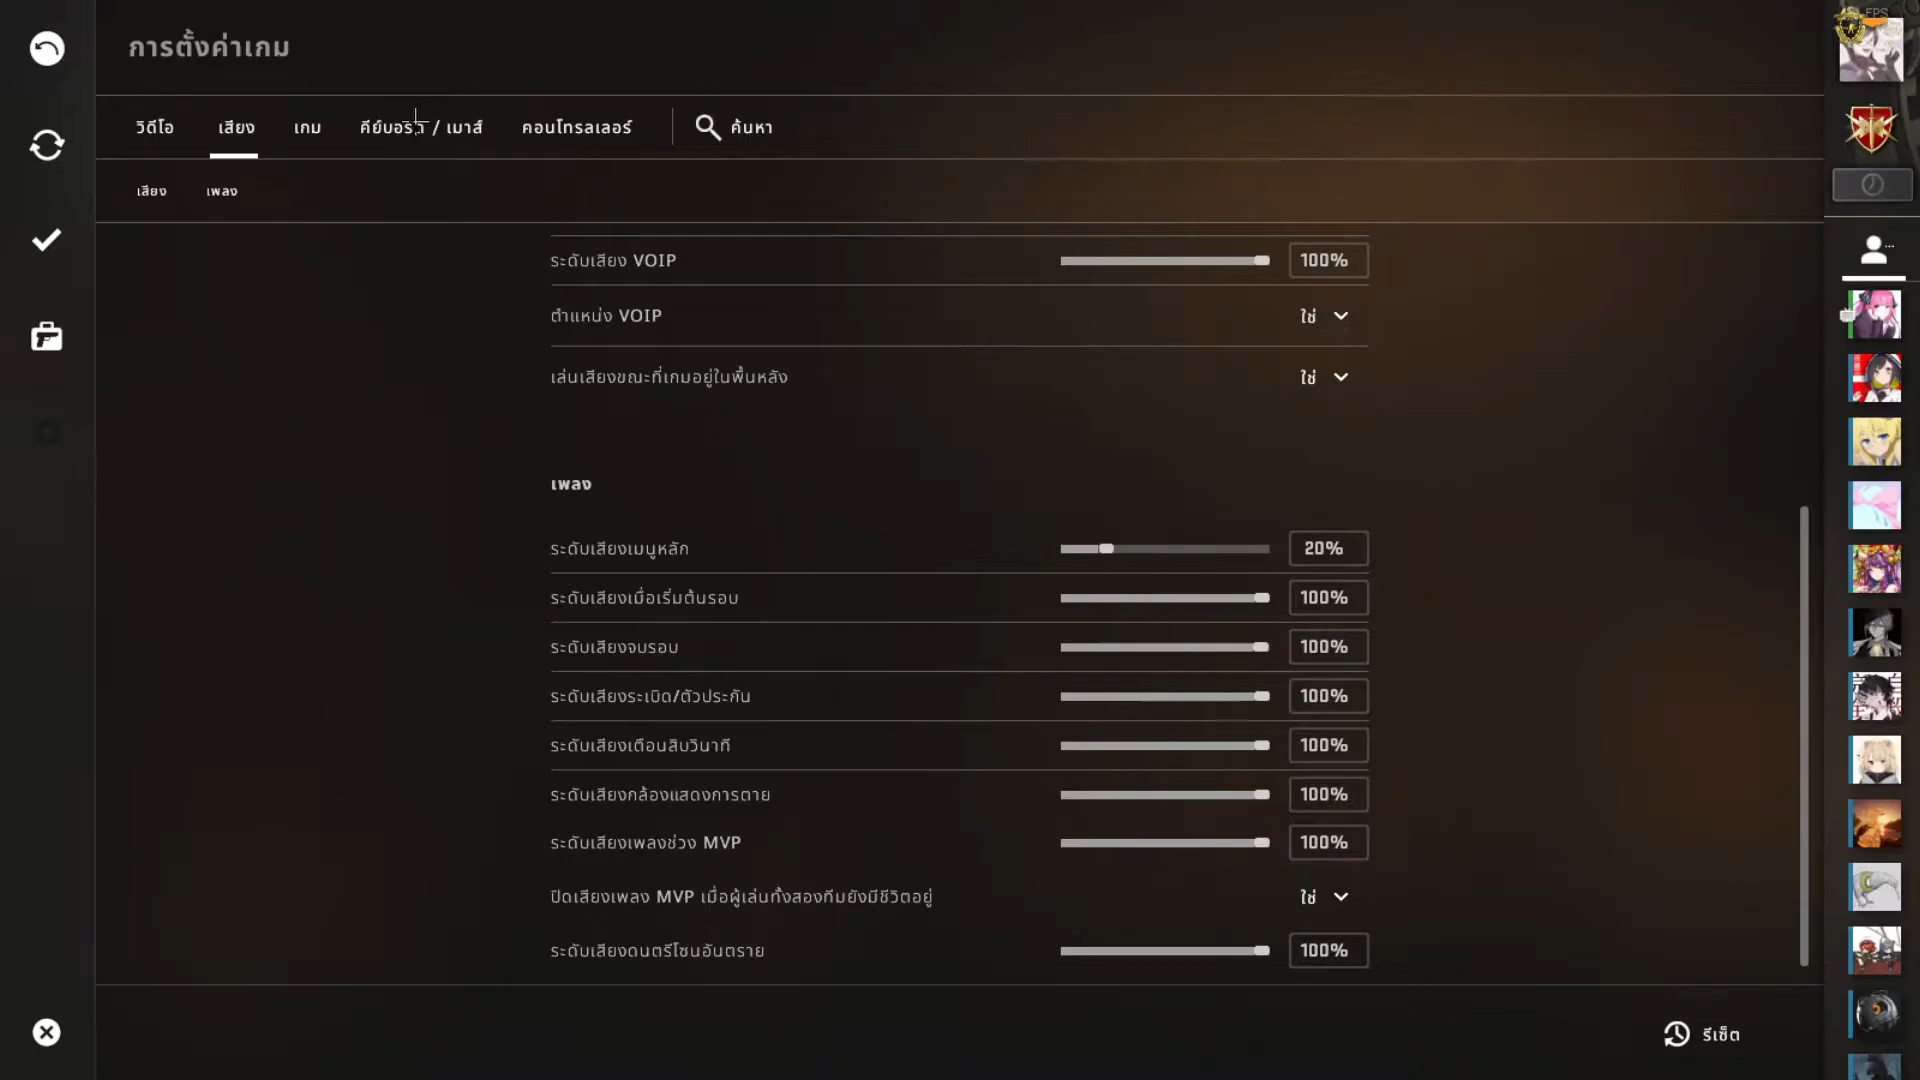 FPS
การตั้งค่าเกม
วิดีโอ เสียง เกม คีย์บอร์ด / เมาส์ คอนโทรลเลอร์ ค้นหา
เสียง เพลง
ระดับเสียง VOIP 100%
ตำแหน่ง VOIP ใช่
เล่นเสียงขณะที่เกมอยู่ในพื้นหลัง ใช่
เพลง
ระดับเสียงเมนูหลัก 20%
ระดับเสียงเมื่อเริ่มต้นรอบ 100%
ระดับเสียงจบรอบ 100%
ระดับเสียงระเบิด/ตัวประกัน 100%
ระดับเสียงเตือนสิบวินาที 100%
ระดับเสียงกล้องแสดงการตาย 100%
ระดับเสียงเพลงช่วง MVP 100%
ปิดเสียงเพลง MVP เมื่อผู้เล่นทั้งสองทีมยังมีชีวิตอยู่ ใช่
ระดับเสียงดนตรีโซนอันตราย 100%
รีเซ็ต